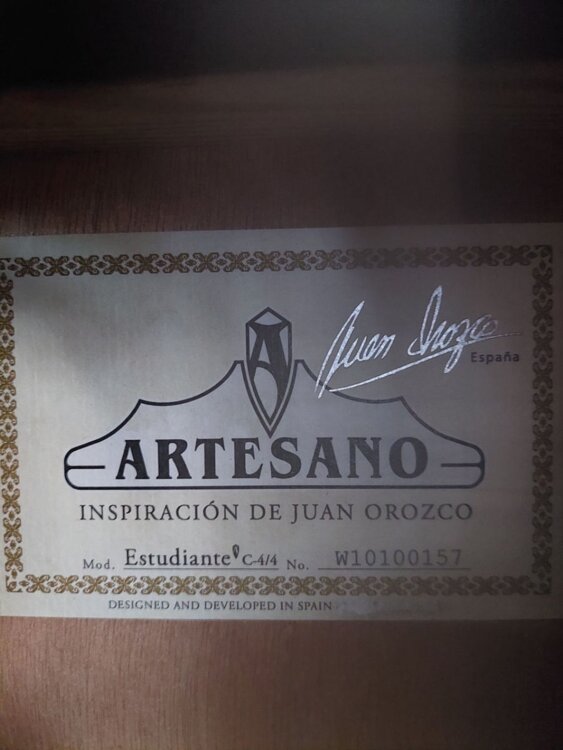 Juan Orozco
España
A
ARTESANO
INSPIRACIÓN DE JUAN OROZCO
Mod. Estudiante C-4/4 No. W10100157
DESIGNED AND DEVELOPED IN SPAIN